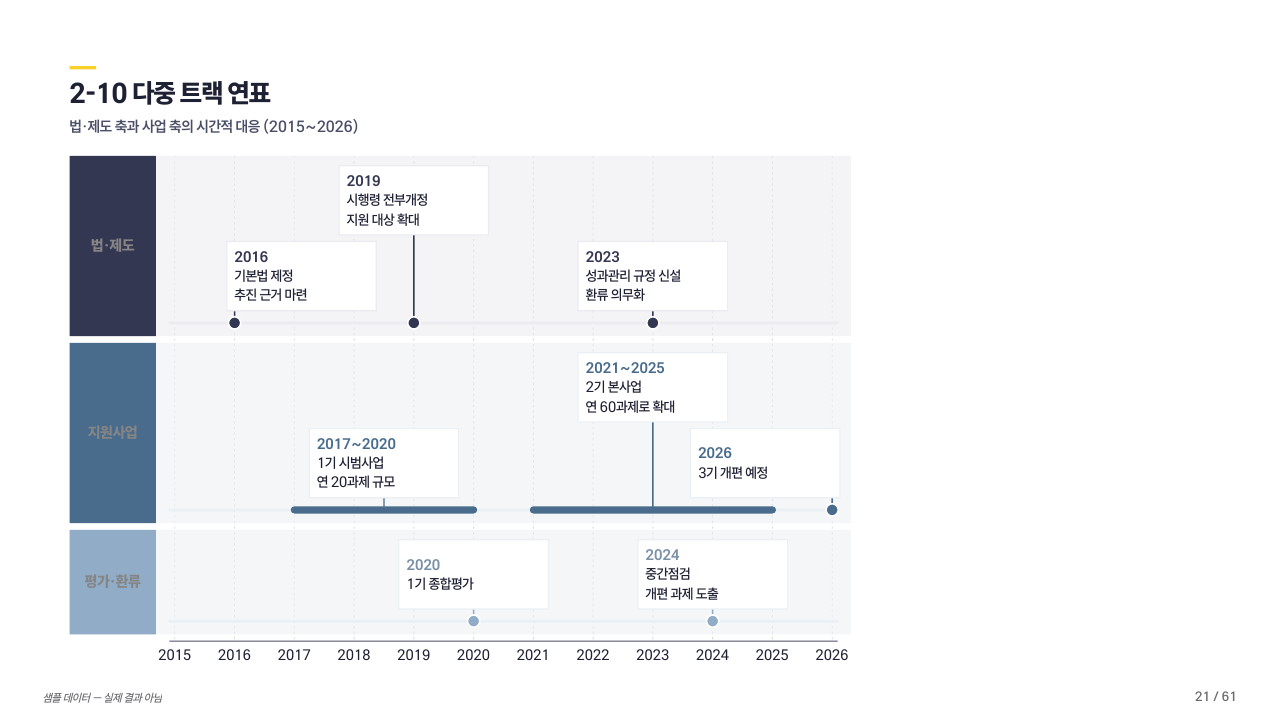 2-10 다중 트랙 연표
법·제도 축과 사업 축의 시간적 대응 (2015~2026)
법·제도
2019
시행령 전부개정
지원 대상 확대
2016
기본법 제정
추진 근거 마련
2023
성과관리 규정 신설
환류 의무화
지원사업
2021~2025
2기 본사업
연 60과제로 확대
2017~2020
1기 시범사업
연 20과제 규모
2026
3기 개편 예정
평가·환류
2020
1기 종합평가
2024
중간점검
개편 과제 도출
2015 2016 2017 2018 2019 2020 2021 2022 2023 2024 2025 2026
샘플 데이터 — 실제 결과 아님
21 / 61